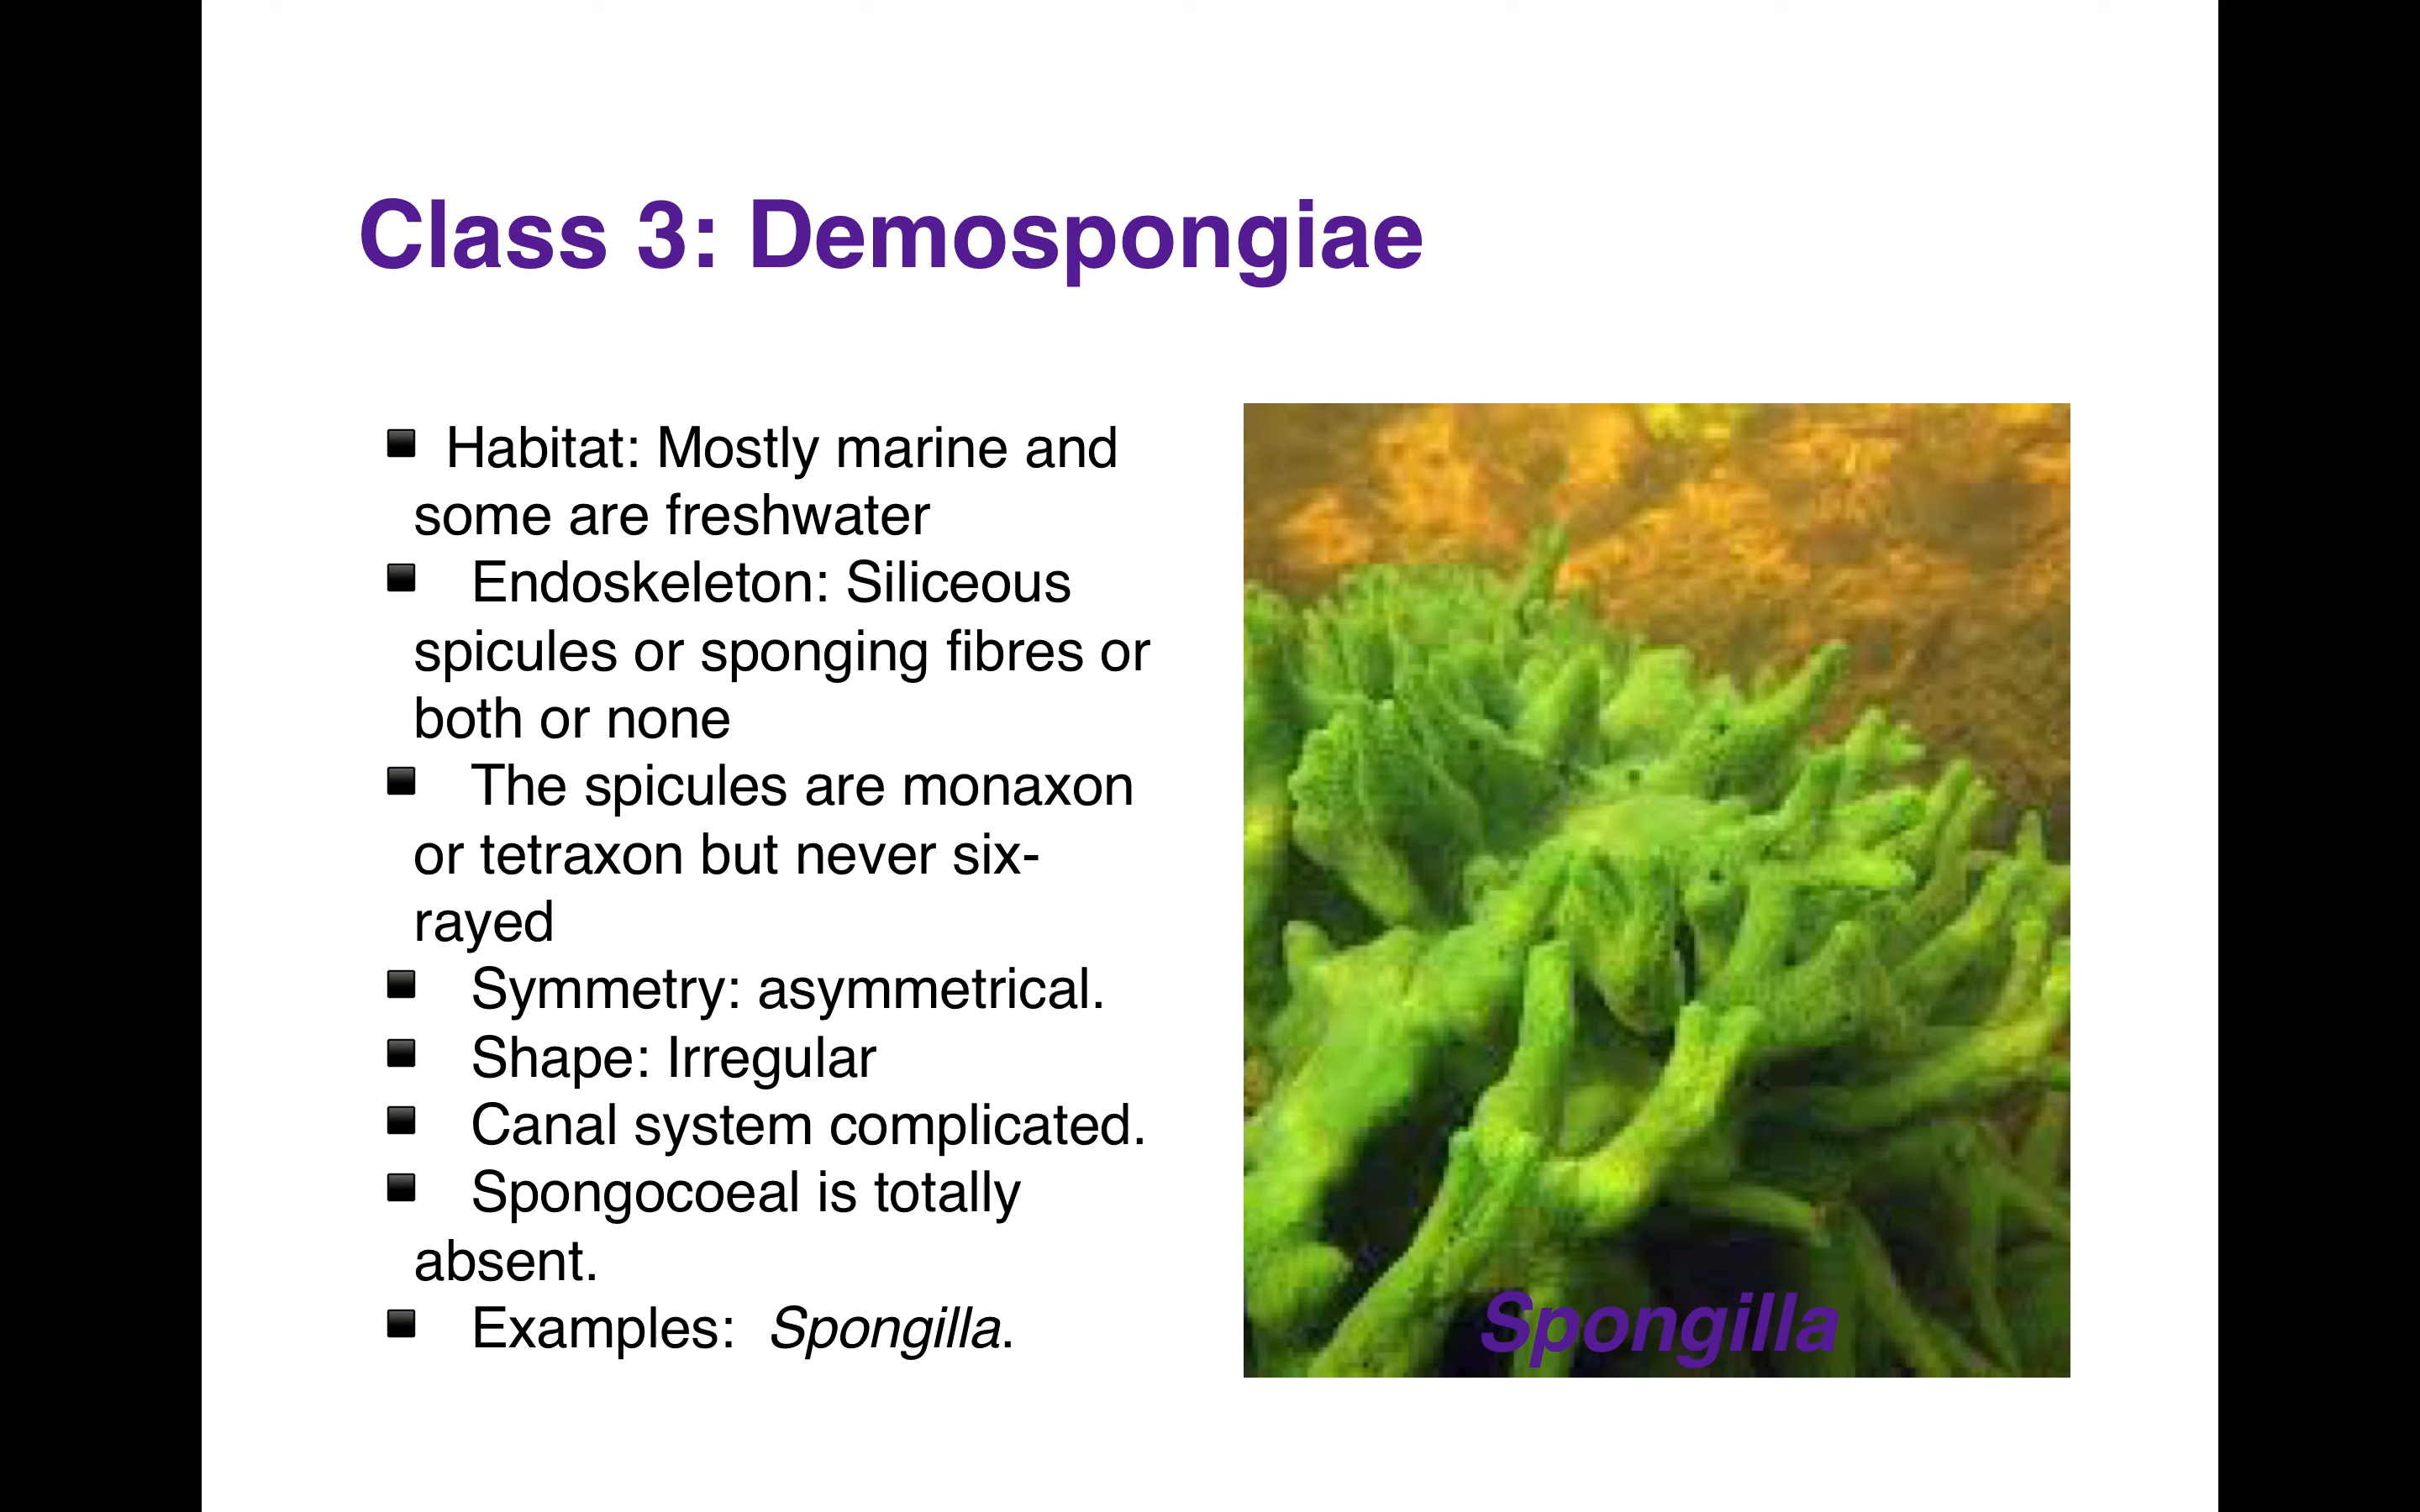 Class 3: Demospongiae
Habitat: Mostly marine and
some are freshwater
Endoskeleton: Siliceous
spicules or sponging fibres or
both or none
The spicules are monaxon
or tetraxon but never six-
rayed
Symmetry: asymmetrical.
Shape: Irregular
Canal system complicated.
Spongocoeal is totally
absent.
Examples: Spongilla.
Spongilla